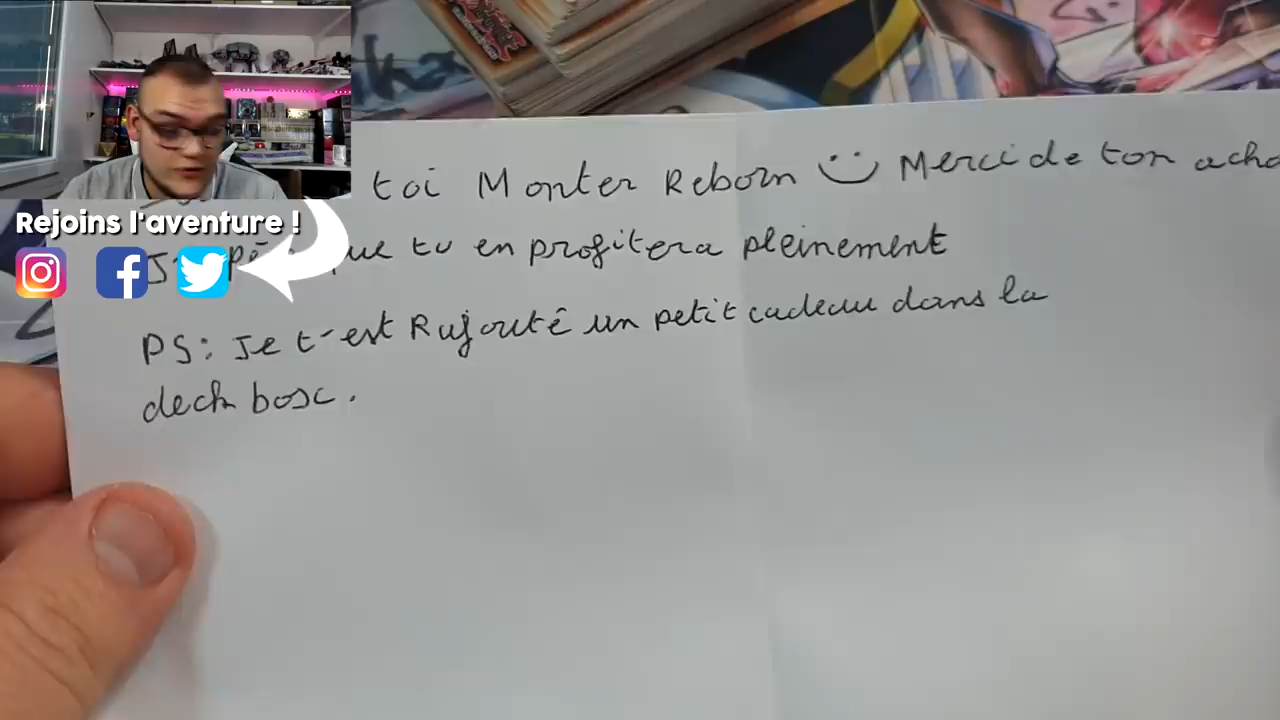 toi Monter Reborn Merci de ton
Rejoins l'aventure !
que tu en profitera pleinement
PS: Je t-est Rajouté un petit cadeau dans la
deck bosc.